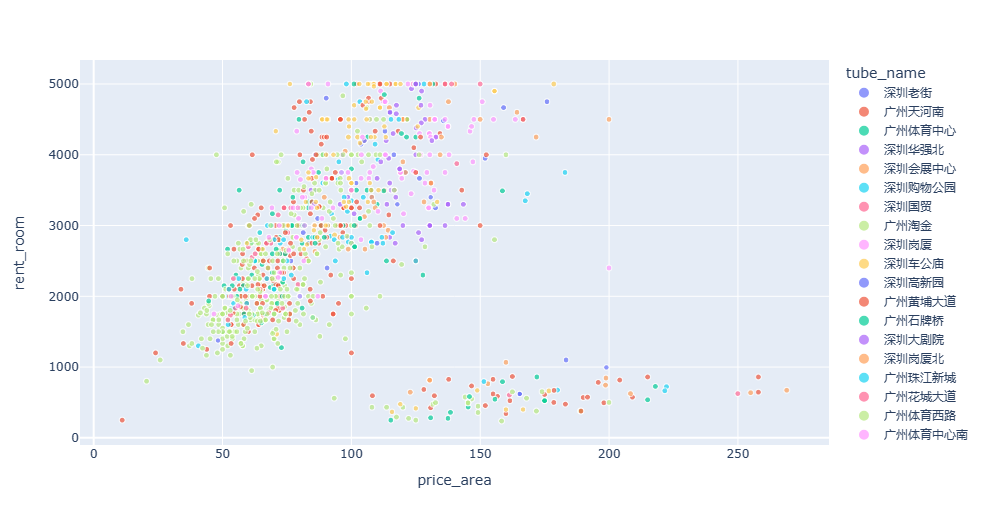 tube_name
深圳老街
广州天河南
广州体育中心
深圳华强北
深圳会展中心
深圳购物公园
深圳国贸
广州淘金
深圳岗厦
深圳车公庙
深圳高新园
广州黄埔大道
广州石牌桥
深圳大剧院
深圳岗厦北
广州珠江新城
广州花城大道
广州体育西路
广州体育中心南
5000
4000
3000
2000
1000
0
rent_room
0 50 100 150 200 250
price_area